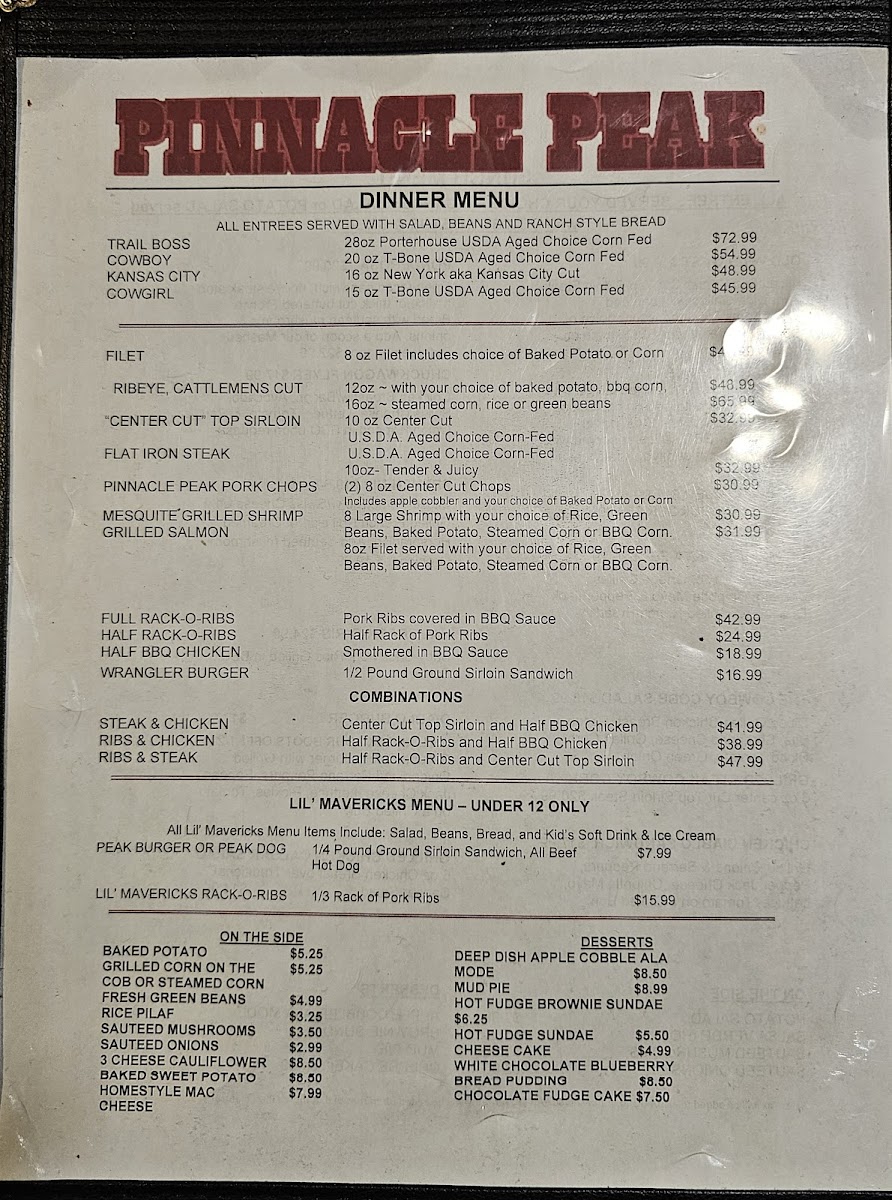 PINNACLE PEAK
DINNER MENU
ALL ENTREES SERVED WITH SALAD, BEANS AND RANCH STYLE BREAD
TRAIL BOSS 28oz Porterhouse USDA Aged Choice Corn Fed $72.99
COWBOY 20 oz T-Bone USDA Aged Choice Corn Fed $54.99
KANSAS CITY 16 oz New York aka Kansas City Cut $48.99
COWGIRL 15 oz T-Bone USDA Aged Choice Corn Fed $45.99
FILET 8 oz Filet includes choice of Baked Potato or Corn
RIBEYE, CATTLEMENS CUT 12oz ~ with your choice of baked potato, bbq corn, $48.99
16oz ~ steamed corn, rice or green beans $65.99
"CENTER CUT" TOP SIRLOIN 10 oz Center Cut $32.99
U.S.D.A. Aged Choice Corn-Fed
FLAT IRON STEAK U.S.D.A. Aged Choice Corn-Fed
10oz- Tender & Juicy $32.99
PINNACLE PEAK PORK CHOPS (2) 8 oz Center Cut Chops $30.99
Includes apple cobbler and your choice of Baked Potato or Corn
MESQUITE GRILLED SHRIMP 8 Large Shrimp with your choice of Rice, Green $30.99
GRILLED SALMON Beans, Baked Potato, Steamed Corn or BBQ Corn. $31.99
8oz Filet served with your choice of Rice, Green
Beans, Baked Potato, Steamed Corn or BBQ Corn.
FULL RACK-O-RIBS Pork Ribs covered in BBQ Sauce $42.99
HALF RACK-O-RIBS Half Rack of Pork Ribs $24.99
HALF BBQ CHICKEN Smothered in BBQ Sauce $18.99
WRANGLER BURGER 1/2 Pound Ground Sirloin Sandwich $16.99
COMBINATIONS
STEAK & CHICKEN Center Cut Top Sirloin and Half BBQ Chicken $41.99
RIBS & CHICKEN Half Rack-O-Ribs and Half BBQ Chicken $38.99
RIBS & STEAK Half Rack-O-Ribs and Center Cut Top Sirloin $47.99
LIL' MAVERICKS MENU – UNDER 12 ONLY
All Lil' Mavericks Menu Items Include: Salad, Beans, Bread, and Kid's Soft Drink & Ice Cream
PEAK BURGER OR PEAK DOG 1/4 Pound Ground Sirloin Sandwich, All Beef $7.99
Hot Dog
LIL' MAVERICKS RACK-O-RIBS 1/3 Rack of Pork Ribs $15.99
ON THE SIDE
BAKED POTATO $5.25
GRILLED CORN ON THE $5.25
COB OR STEAMED CORN
FRESH GREEN BEANS $4.99
RICE PILAF $3.25
SAUTEED MUSHROOMS $3.50
SAUTEED ONIONS $2.99
3 CHEESE CAULIFLOWER $8.50
BAKED SWEET POTATO $8.50
HOMESTYLE MAC $7.99
CHEESE
DESSERTS
DEEP DISH APPLE COBBLE ALA
MODE $8.50
MUD PIE $8.99
HOT FUDGE BROWNIE SUNDAE
$6.25
HOT FUDGE SUNDAE $5.50
CHEESE CAKE $4.99
WHITE CHOCOLATE BLUEBERRY
BREAD PUDDING $8.50
CHOCOLATE FUDGE CAKE $7.50